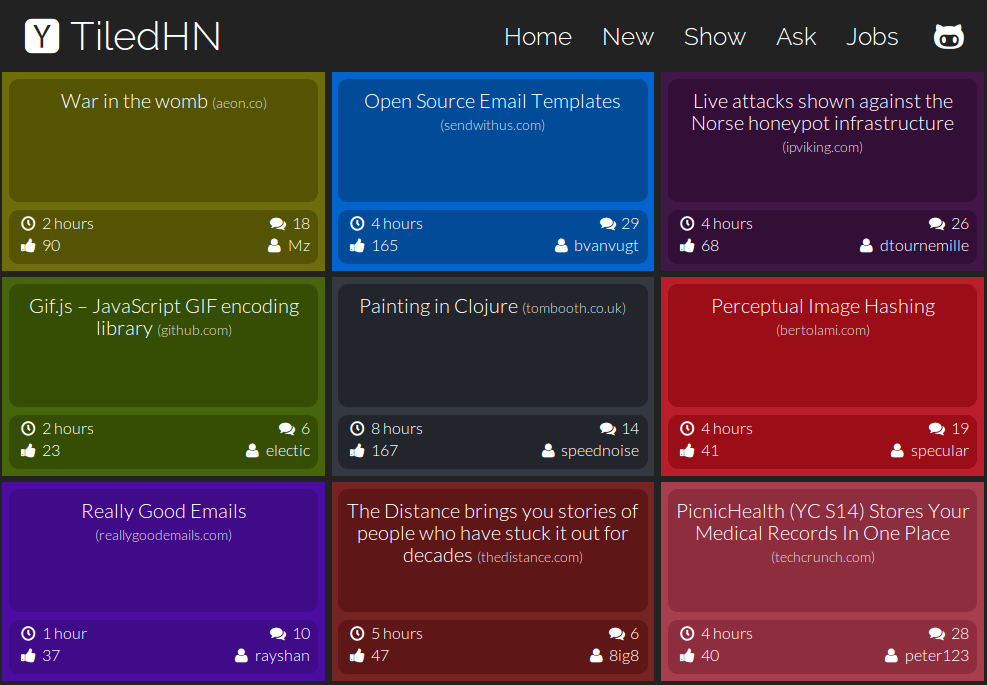 Y TiledHN
Home New Show Ask Jobs
War in the womb (aeon.co)
2 hours 18
90 Mz
Open Source Email Templates
(sendwithus.com)
4 hours 29
165 bvanvugt
Live attacks shown against the
Norse honeypot infrastructure
(ipviking.com)
4 hours 26
68 dtournemille
Gif.js – JavaScript GIF encoding
library (github.com)
2 hours 6
23 electic
Painting in Clojure (tombooth.co.uk)
8 hours 14
167 speednoise
Perceptual Image Hashing
(bertolami.com)
4 hours 19
41 specular
Really Good Emails
(reallygoodemails.com)
1 hour 10
37 rayshan
The Distance brings you stories of
people who have stuck it out for
decades (thedistance.com)
5 hours 6
47 8ig8
PicnicHealth (YC S14) Stores Your
Medical Records In One Place
(techcrunch.com)
4 hours 28
40 peter123